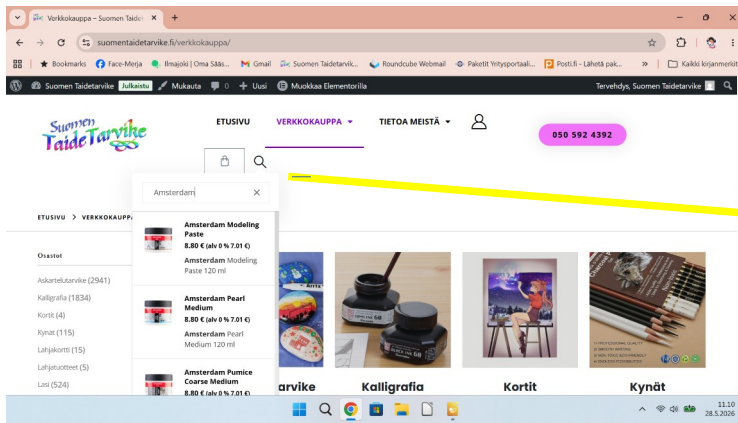 Verkkokauppa – Suomen Taidet
suomentaidetarvike.fi/verkkokauppa/
Bookmarks Face-Merja Ilmajoki | Oma Sääs... Gmail Suomen Taidetarvik... Roundcube Webmail Paketit Yritysportaali... Posti.fi - Lähetä pak... » Kaikki kirjanmerkit
Suomen Taidetarvike Julkaistu Mukauta 0 + Uusi Muokkaa Elementorilla Tervehdys, Suomen Taidetarvike
Suomen
TaideTarvike
ETUSIVU VERKKOKAUPPA TIETOA MEISTÄ
050 592 4392
Amsterdam
ETUSIVU > VERKKOKAUPP
Amsterdam Modeling
Paste
8.80 € (alv 0 % 7.01 €)
Amsterdam Modeling
Paste 120 ml
Amsterdam Pearl
Medium
8.80 € (alv 0 % 7.01 €)
Amsterdam Pearl
Medium 120 ml
Amsterdam Pumice
Coarse Medium
8.80 € (alv 0 % 7.01 €)
Osastot
Askartelutarvike (2941)
Kalligrafia (1834)
Kortit (4)
Kynät (115)
Lahjakortti (15)
Lahjatuotteet (5)
Lasi (524)
arvike Kalligrafia Kortit Kynät
11.10
28.5.2026